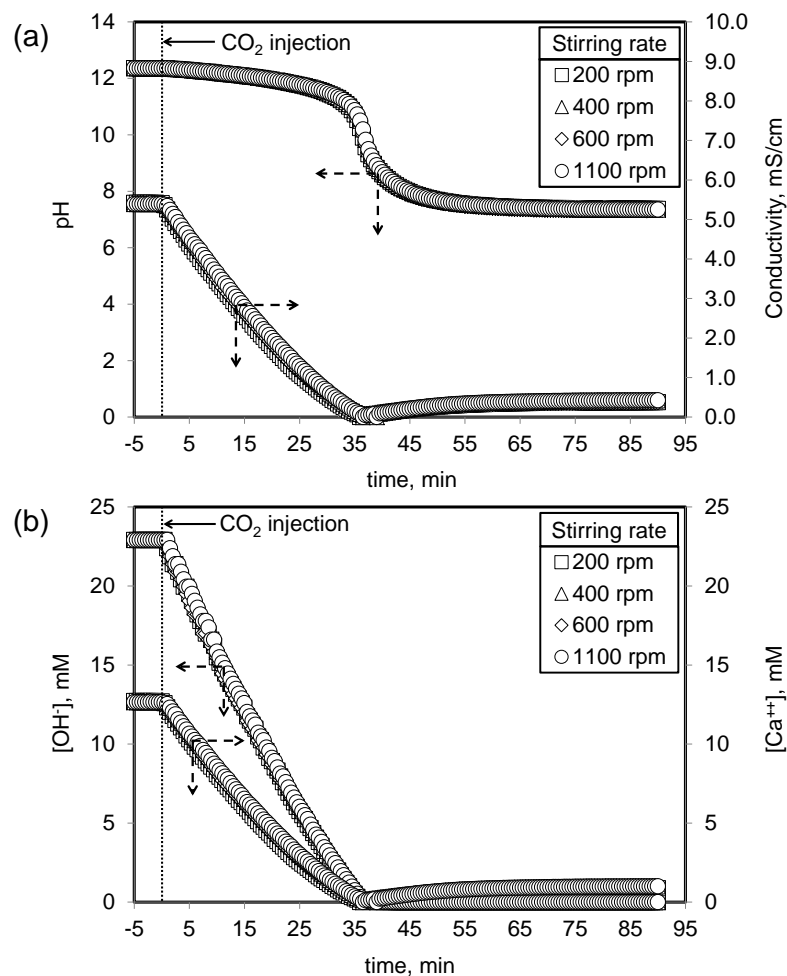 (a)
CO₂ injection
Stirring rate
200 rpm
400 rpm
600 rpm
1100 rpm
14
12
10
8
6
4
2
0
pH
10.0
9.0
8.0
7.0
6.0
5.0
4.0
3.0
2.0
1.0
0.0
Conductivity, mS/cm
-5 5 15 25 35 45 55 65 75 85 95
time, min
(b)
CO₂ injection
Stirring rate
200 rpm
400 rpm
600 rpm
1100 rpm
25
20
15
10
5
0
[OH⁻], mM
25
20
15
10
5
0
[Ca⁺⁺], mM
-5 5 15 25 35 45 55 65 75 85 95
time, min